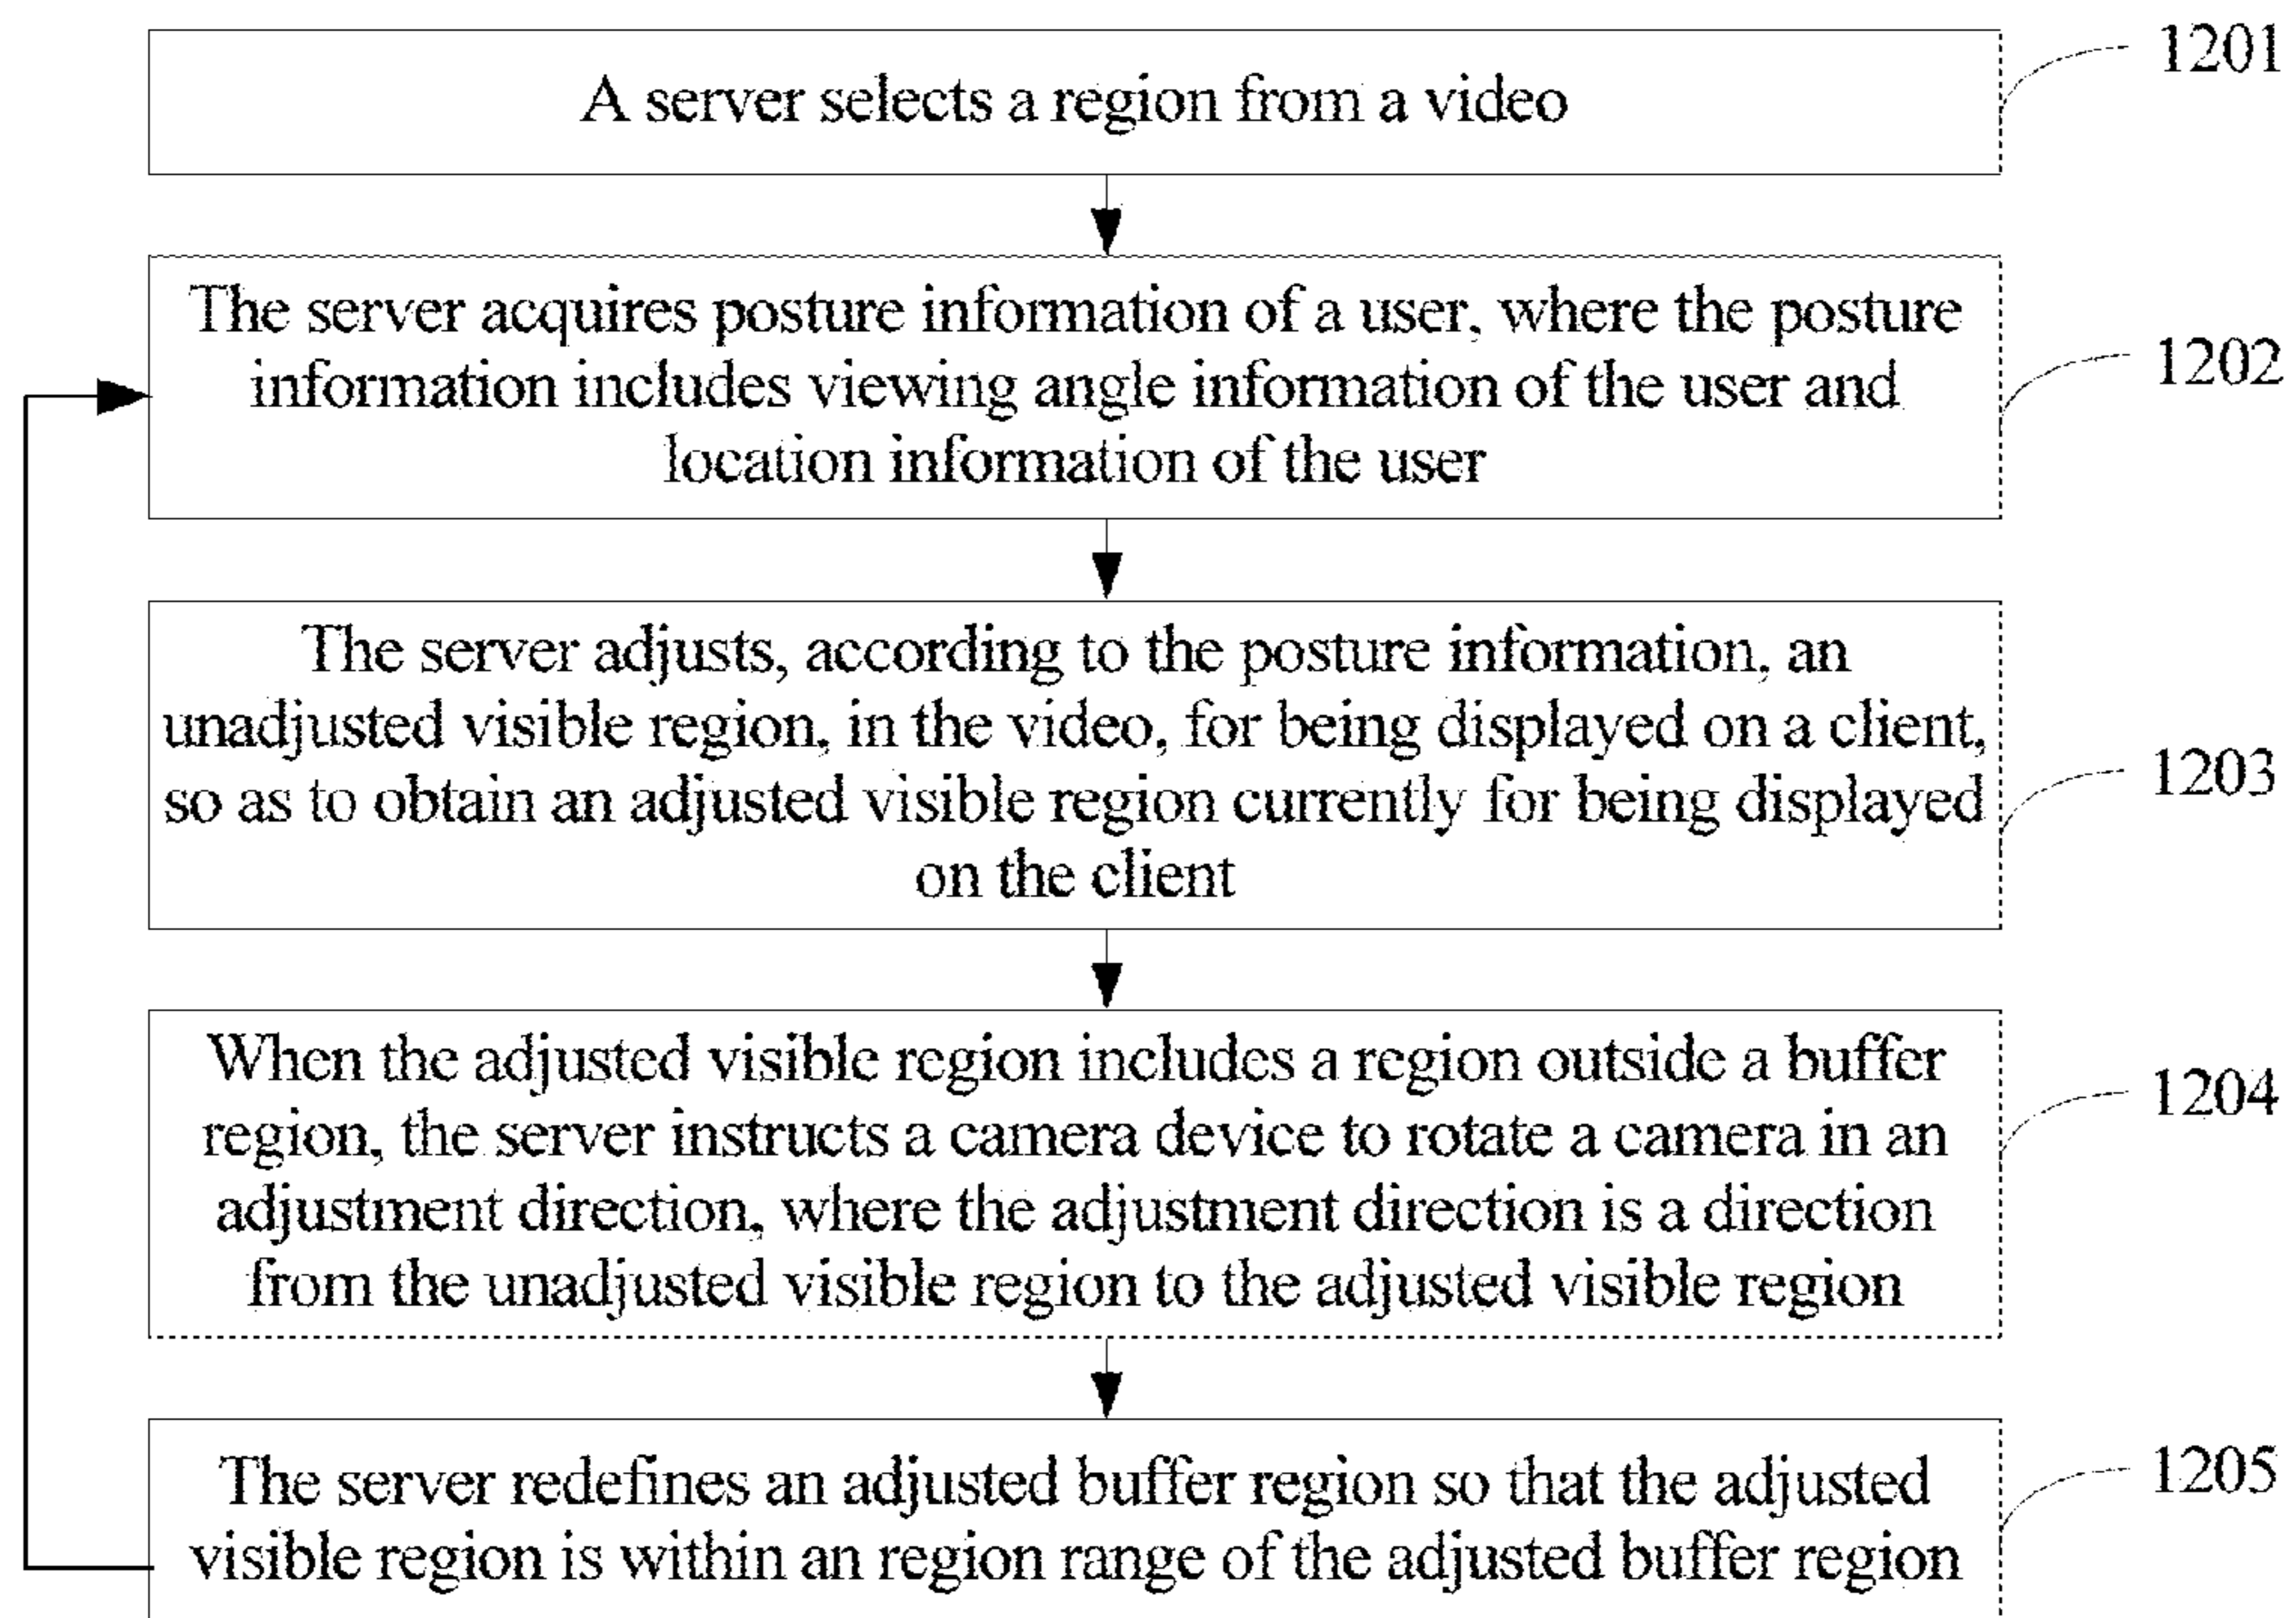 A server selects a region from a video
1201
The server acquires posture information of a user, where the posture
information includes viewing angle information of the user and
location information of the user
1202
The server adjusts, according to the posture information, an
unadjusted visible region, in the video, for being displayed on a client,
so as to obtain an adjusted visible region currently for being displayed
on the client
1203
When the adjusted visible region includes a region outside a buffer
region, the server instructs a camera device to rotate a camera in an
adjustment direction, where the adjustment direction is a direction
from the unadjusted visible region to the adjusted visible region
1204
The server redefines an adjusted buffer region so that the adjusted
visible region is within an region range of the adjusted buffer region
1205